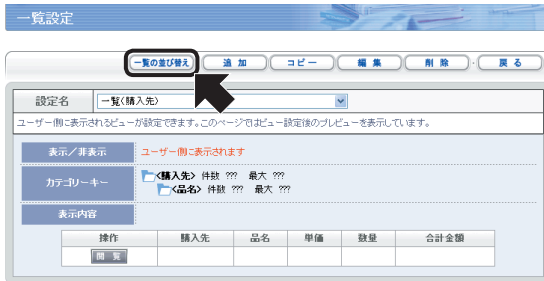 一覧設定
一覧の並び替え 追 加 コピー 編 集 削 除 戻 る
設定名 一覧(購入先)
ユーザー側に表示されるビューが設定できます。このページではビュー設定後のプレビューを表示しています。
表示/非表示 ユーザー側に表示されます
カテゴリーキー <購入先> 件数 ??? 最大 ???
<品名> 件数 ??? 最大 ???
表示内容
操作 購入先 品名 単価 数量 合計金額
閲 覧